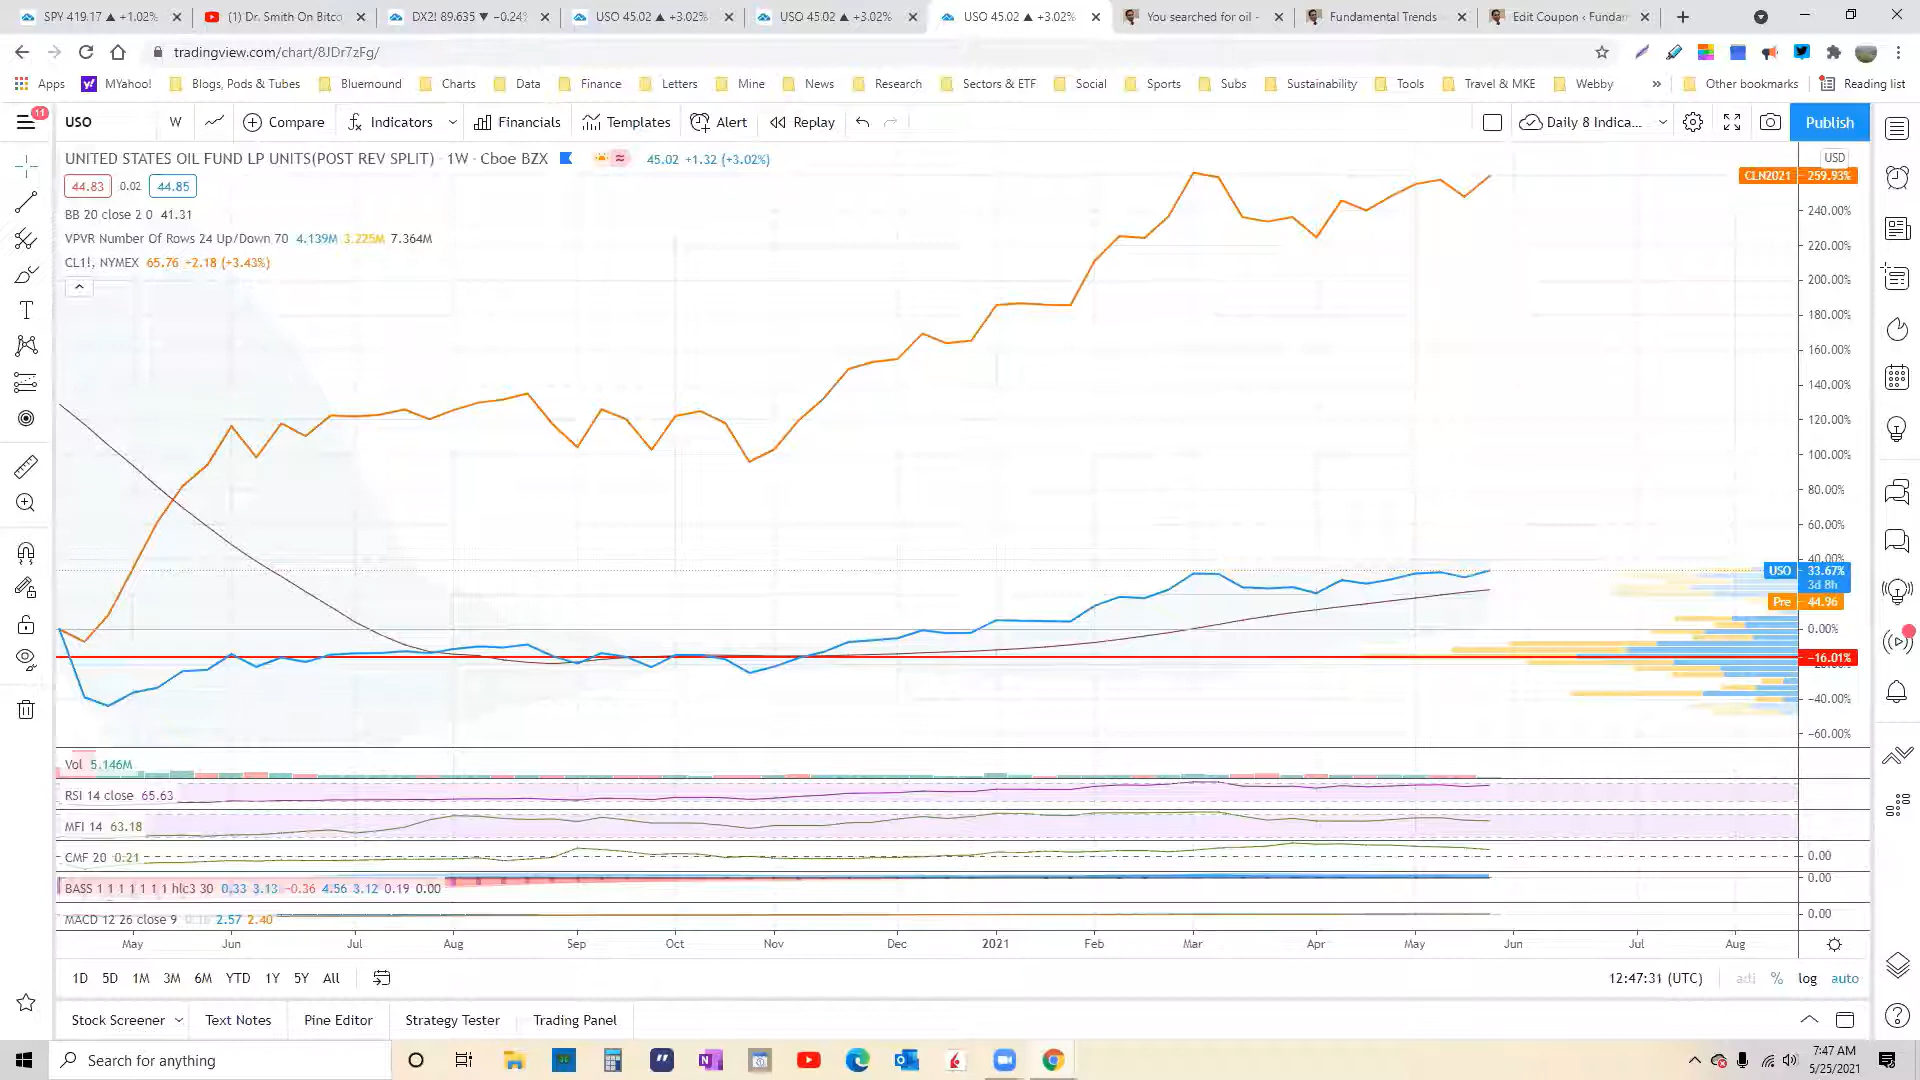 SPY 419.17 ▲ +1.02%
(1) Dr. Smith On Bitco
DX2! 89.635 ▼ −0.24%
USO 45.02 ▲ +3.02%
USO 45.02 ▲ +3.02%
USO 45.02 ▲ +3.02%
You searched for oil -
Fundamental Trends
Edit Coupon ‹ Fundar
tradingview.com/chart/8JDr7zFg/
Apps
MYahoo!
Blogs, Pods & Tubes
Bluemound
Charts
Data
Finance
Letters
Mine
News
Research
Sectors & ETF
Social
Sports
Subs
Sustainability
Tools
Travel & MKE
Webby
»
Other bookmarks
Reading list
11
USO
W
Compare
Indicators
Financials
Templates
Alert
Replay
Daily 8 Indica...
Publish
UNITED STATES OIL FUND LP UNITS(POST REV SPLIT) · 1W · Cboe BZX
45.02 +1.32 (+3.02%)
44.83 0.02 44.85
BB 20 close 2 0 41.31
VPVR Number Of Rows 24 Up/Down 70 4.139M 3.225M 7.364M
CL1!, NYMEX 65.76 +2.18 (+3.43%)
USD
CLN2021 259.93%
240.00%
220.00%
200.00%
180.00%
160.00%
140.00%
120.00%
100.00%
80.00%
60.00%
40.00%
USO 33.67%
3d 8h
Pre 44.96
0.00%
−16.01%
−40.00%
−60.00%
Vol 5.146M
RSI 14 close 65.63
MFI 14 63.18
CMF 20 0.21
0.00
BASS 1 1 1 1 1 1 1 hlc3 30 0.33 3.13 −0.36 4.56 3.12 0.19 0.00
0.00
MACD 12 26 close 9 0.16 2.57 2.40
0.00
May Jun Jul Aug Sep Oct Nov Dec 2021 Feb Mar Apr May Jun Jul Aug
1D 5D 1M 3M 6M YTD 1Y 5Y All
12:47:31 (UTC)
adj % log auto
Stock Screener
Text Notes
Pine Editor
Strategy Tester
Trading Panel
Search for anything
7:47 AM
5/25/2021